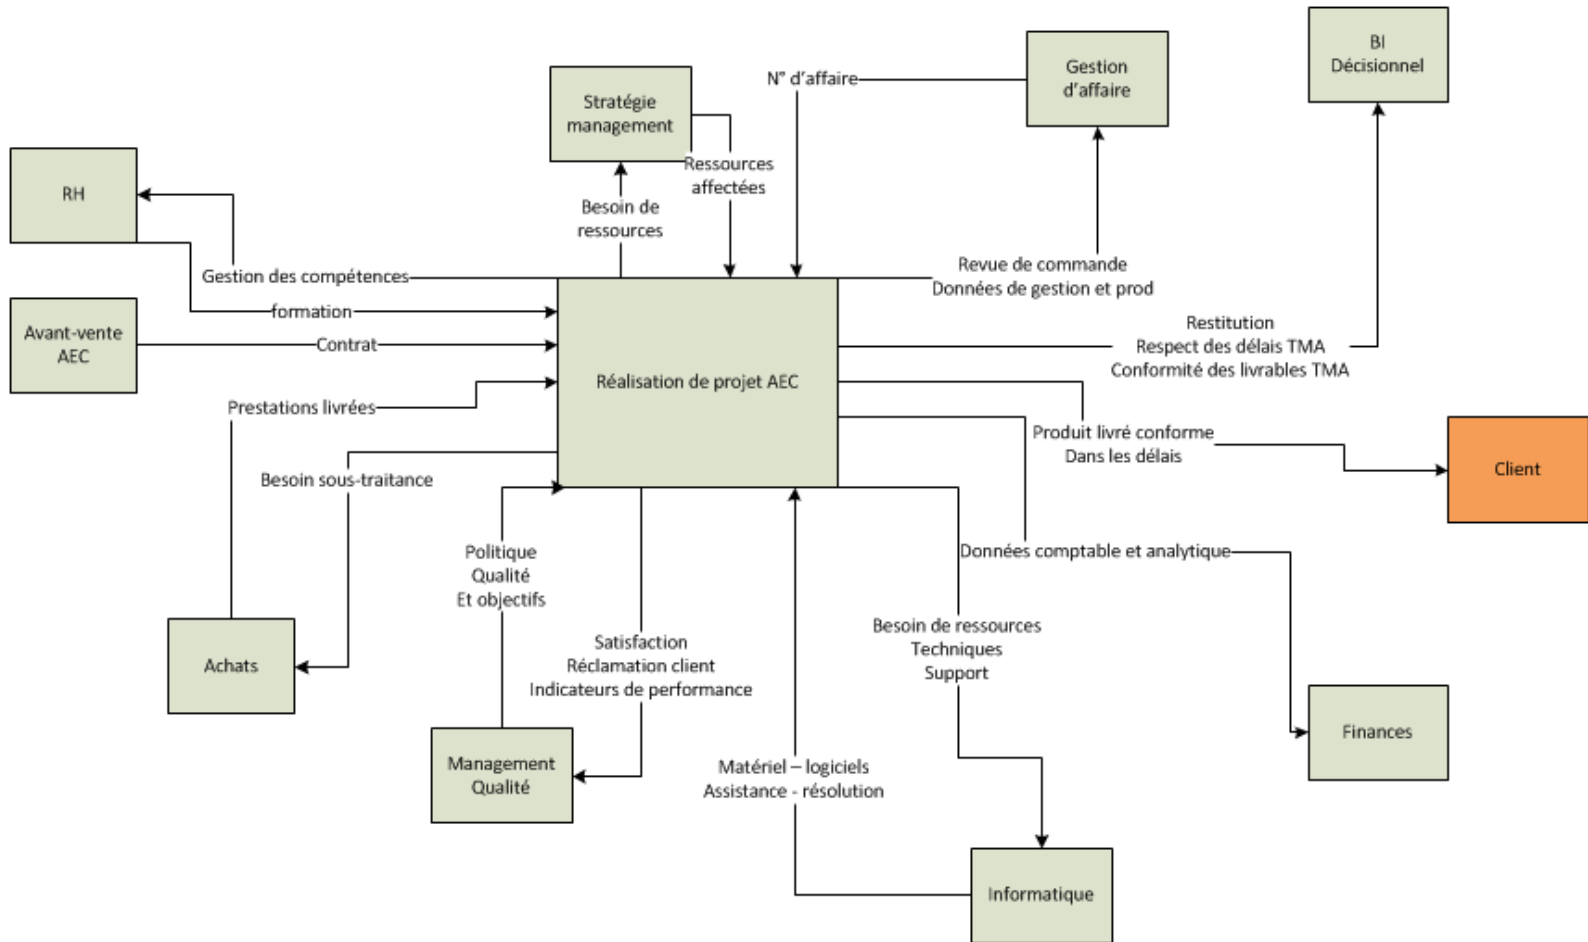 BI
Décisionnel
Gestion
d'affaire
N° d'affaire
Stratégie
management
Ressources
affectées
RH
Besoin de
ressources
Gestion des compétences
Revue de commande
Données de gestion et prod
formation
Avant-vente
AEC
Contrat
Restitution
Respect des délais TMA
Conformité des livrables TMA
Réalisation de projet AEC
Prestations livrées
Produit livré conforme
Dans les délais
Client
Besoin sous-traitance
Politique
Qualité
Et objectifs
Données comptable et analytique
Besoin de ressources
Techniques
Support
Satisfaction
Réclamation client
Indicateurs de performance
Achats
Finances
Management
Qualité
Matériel – logiciels
Assistance - résolution
Informatique